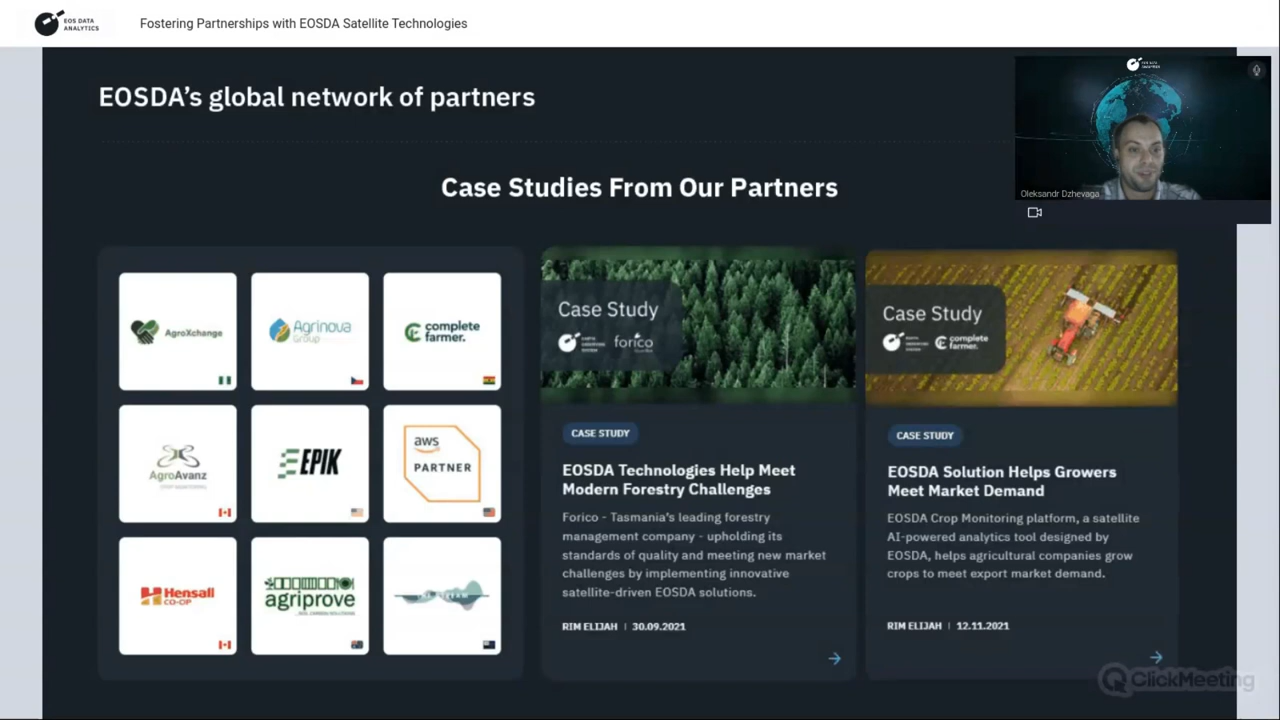 EOS DATA
ANALYTICS
Fostering Partnerships with EOSDA Satellite Technologies
EOSDA's global network of partners
Oleksandr Dzhevaga
Case Studies From Our Partners
AgroXchange
Agrinova
Group
complete
farmer.
AgroAvanz
EPIK
aws
PARTNER
Hensall
CO-OP
agriprove
Case Study
forico
CASE STUDY
EOSDA Technologies Help Meet
Modern Forestry Challenges
Forico - Tasmania's leading forestry
management company - upholding its
standards of quality and meeting new market
challenges by implementing innovative
satellite-driven EOSDA solutions.
RIM ELIJAH | 30.09.2021
Case Study
complete
farmer.
CASE STUDY
EOSDA Solution Helps Growers
Meet Market Demand
EOSDA Crop Monitoring platform, a satellite
AI-powered analytics tool designed by
EOSDA, helps agricultural companies grow
crops to meet export market demand.
RIM ELIJAH | 12.11.2021
ClickMeeting